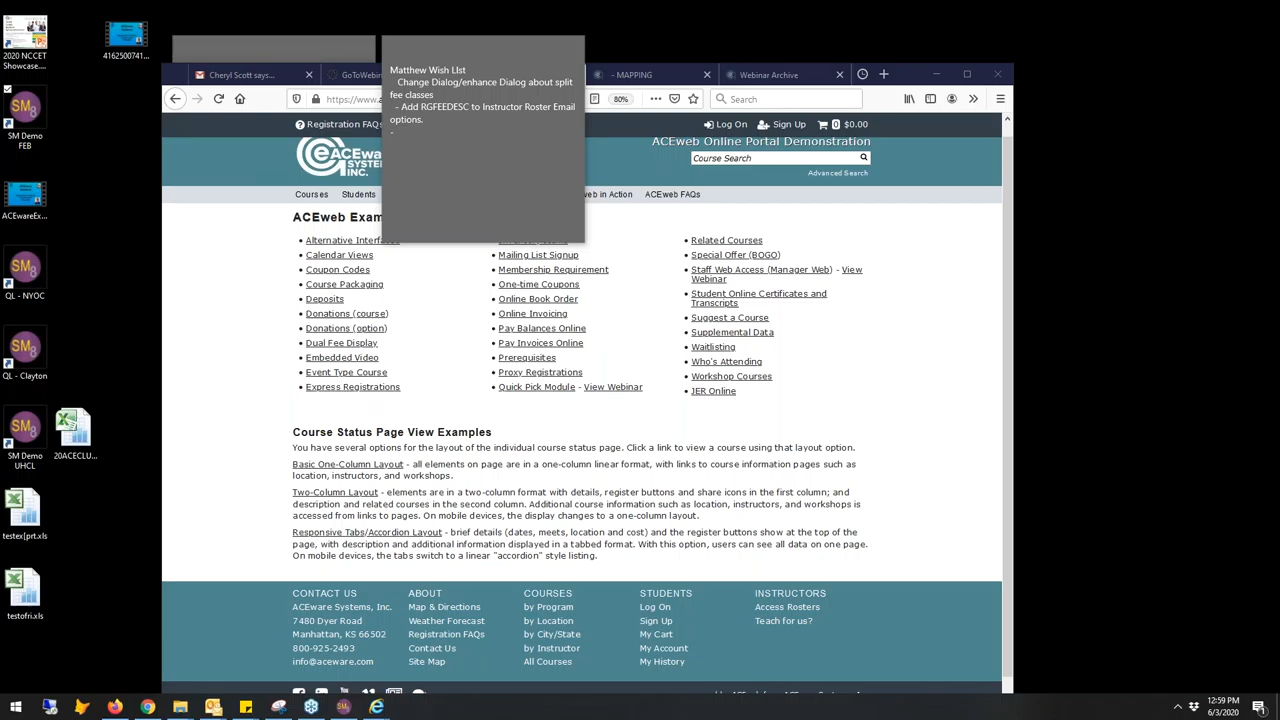 2020 NCCET
Showcase....
4162500741...
SM Demo
FEB
ACEwareEx...
QL - NYOC
QL - Clayton
SM Demo
UHCL
20ACECLU...
testex[prt.xls
testofri.xls
Matthew Wish LIst
Change Dialog/enhance Dialog about split
fee classes
- Add RGFEEDESC to Instructor Roster Email
options.
-
Gmail - Cheryl Scott says...
GoToWebin
- MAPPING
Webinar Archive
https://www.a
80%
Search
Registration FAQs
Log On
Sign Up
0 $0.00
ACEware
SYSTEMS
INC.
ACEweb Online Portal Demonstration
Course Search
Advanced Search
Courses
Students
web in Action
ACEweb FAQs
ACEweb Exam
• Alternative Interfaces
• Calendar Views
• Coupon Codes
• Course Packaging
• Deposits
• Donations (course)
• Donations (option)
• Dual Fee Display
• Embedded Video
• Event Type Course
• Express Registrations
• Mailing List Signup
• Membership Requirement
• One-time Coupons
• Online Book Order
• Online Invoicing
• Pay Balances Online
• Pay Invoices Online
• Prerequisites
• Proxy Registrations
• Quick Pick Module - View Webinar
• Related Courses
• Special Offer (BOGO)
• Staff Web Access (Manager Web) - View
Webinar
• Student Online Certificates and
Transcripts
• Suggest a Course
• Supplemental Data
• Waitlisting
• Who's Attending
• Workshop Courses
• JER Online
Course Status Page View Examples
You have several options for the layout of the individual course status page. Click a link to view a course using that layout option.
Basic One-Column Layout - all elements on page are in a one-column linear format, with links to course information pages such as
location, instructors, and workshops.
Two-Column Layout - elements are in a two-column format with details, register buttons and share icons in the first column; and
description and related courses in the second column. Additional course information such as location, instructors, and workshops is
accessed from links to pages. On mobile devices, the display changes to a one-column layout.
Responsive Tabs/Accordion Layout - brief details (dates, meets, location and cost) and the register buttons show at the top of the
page, with description and additional information displayed in a tabbed format. With this option, users can see all data on one page.
On mobile devices, the tabs switch to a linear "accordion" style listing.
CONTACT US
ACEware Systems, Inc.
7480 Dyer Road
Manhattan, KS 66502
800-925-2493
info@aceware.com
ABOUT
Map & Directions
Weather Forecast
Registration FAQs
Contact Us
Site Map
COURSES
by Program
by Location
by City/State
by Instructor
All Courses
STUDENTS
Log On
Sign Up
My Cart
My Account
My History
INSTRUCTORS
Access Rosters
Teach for us?
12:59 PM
6/3/2020